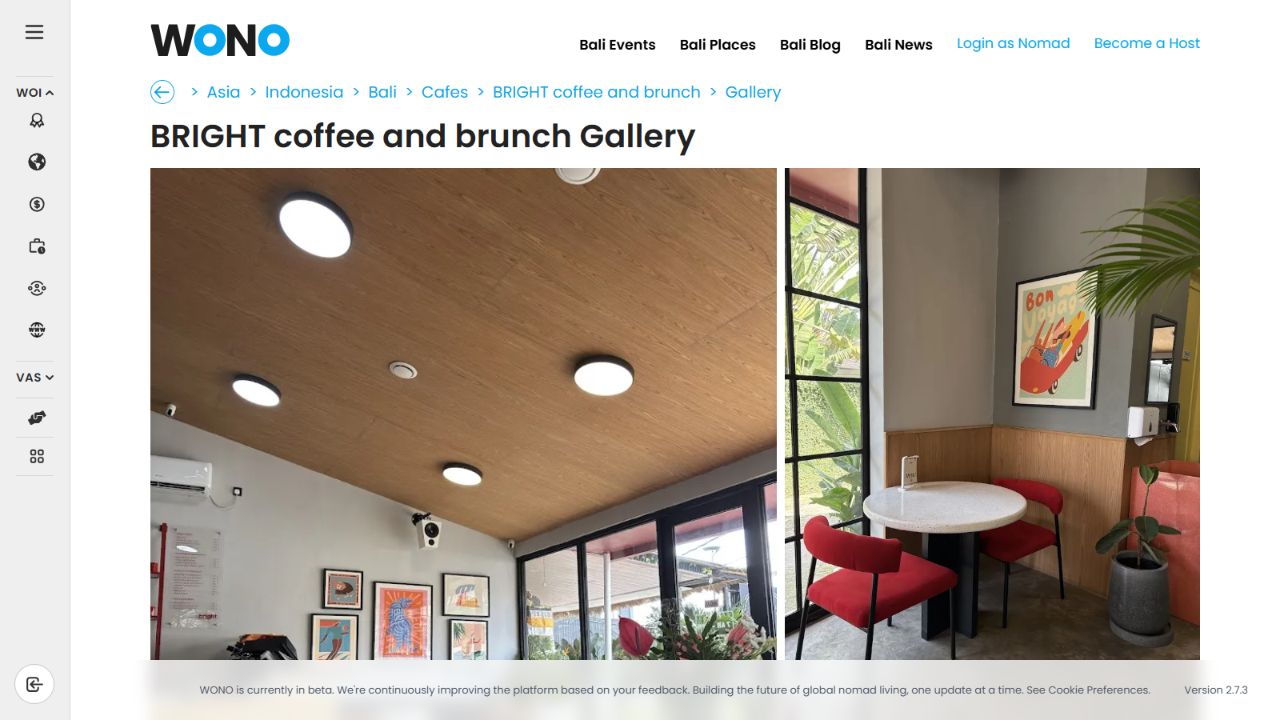 WONO
Bali Events
Bali Places
Bali Blog
Bali News
Login as Nomad
Become a Host
WOI
> Asia > Indonesia > Bali > Cafes > BRIGHT coffee and brunch > Gallery
BRIGHT coffee and brunch Gallery
Bon
Voyag
VAS
bright
WONO is currently in beta. We're continuously improving the platform based on your feedback. Building the future of global nomad living, one update at a time. See Cookie Preferences.
Version 2.7.3